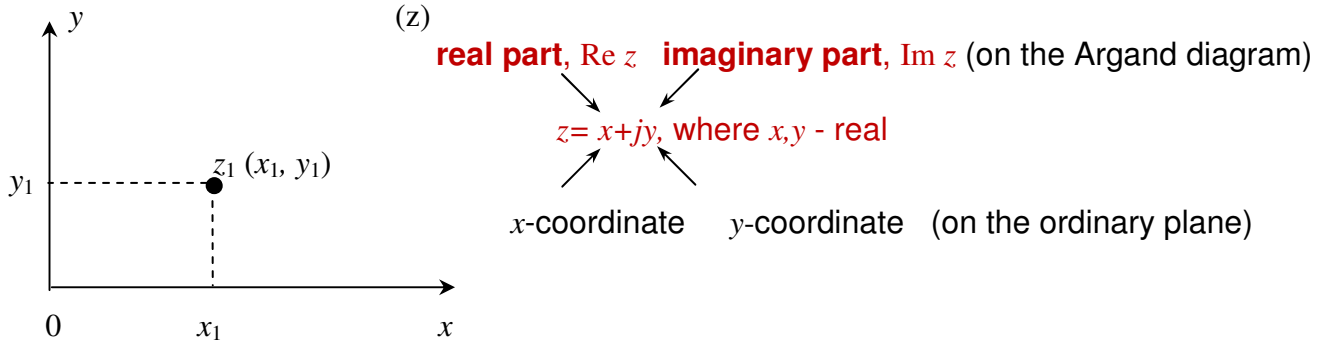 y
(z)
real part, Re z imaginary part, Im z (on the Argand diagram)
z= x+jy, where x,y - real
z₁ (x₁, y₁)
y₁
x-coordinate y-coordinate (on the ordinary plane)
0 x₁ x